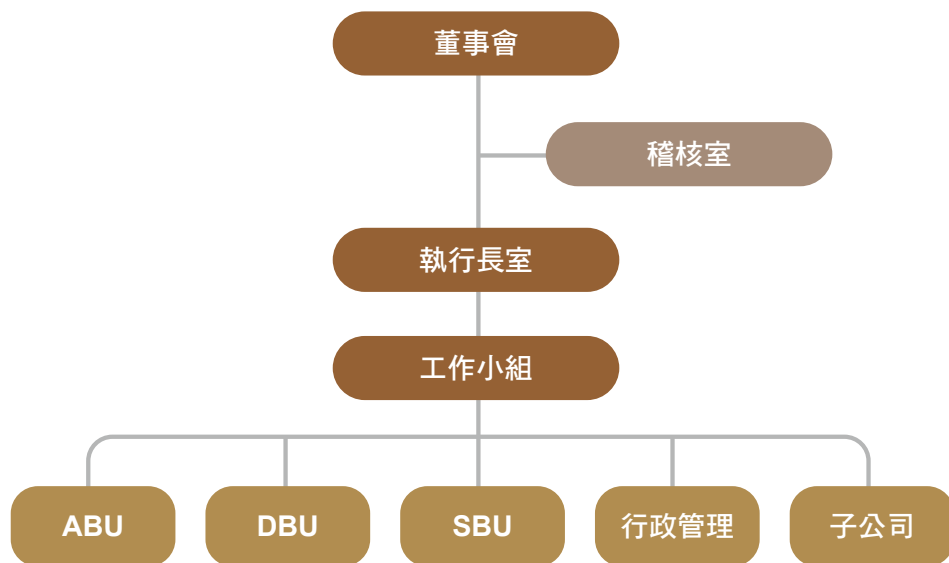 董事會
稽核室
執行長室
工作小組
ABU
DBU
SBU
行政管理
子公司